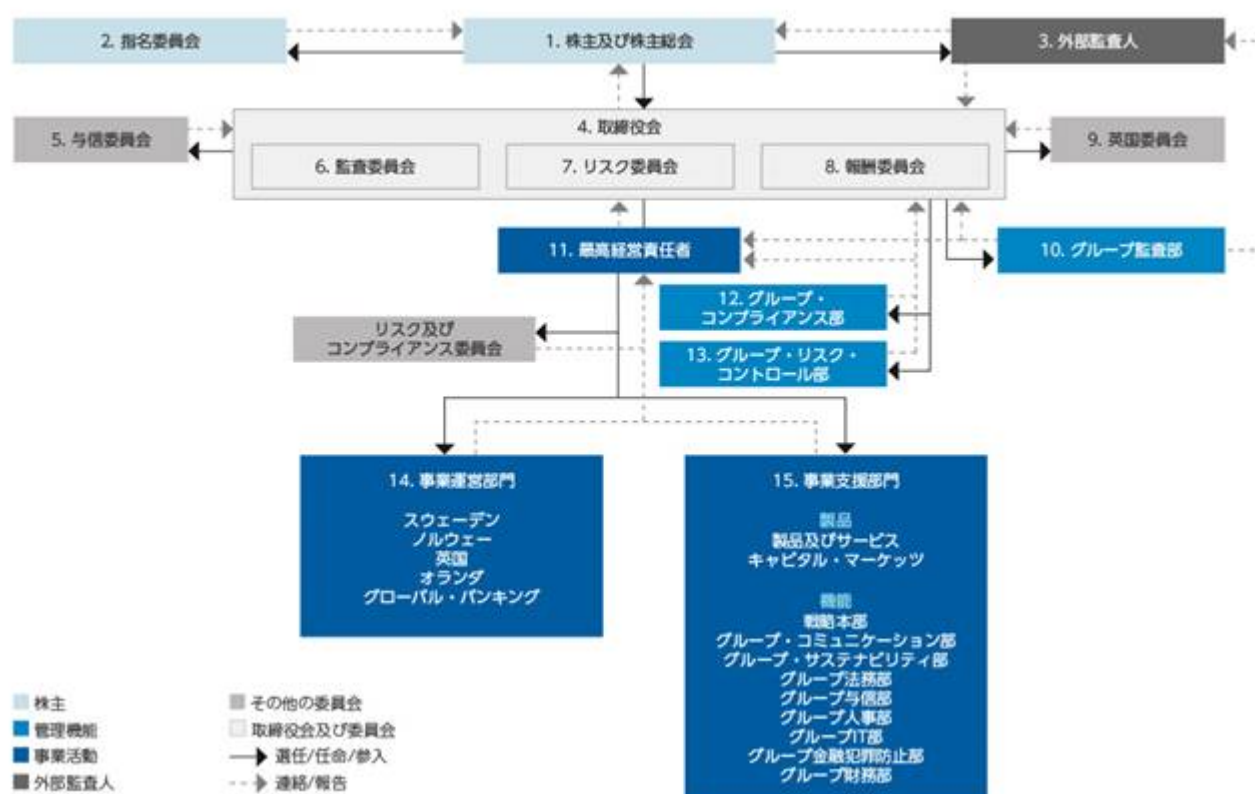 2. 指名委員会
1. 株主及び株主総会
3. 外部監査人
4. 取締役会
5. 与信委員会
9. 英国委員会
6. 監査委員会
7. リスク委員会
8. 報酬委員会
11. 最高経営責任者
10. グループ監査部
12. グループ・
コンプライアンス部
リスク及び
コンプライアンス委員会
13. グループ・リスク・
コントロール部
14. 事業運営部門
スウェーデン
ノルウェー
英国
オランダ
グローバル・バンキング
15. 事業支援部門
製品
製品及びサービス
キャピタル・マーケッツ
機能
戦略本部
グループ・コミュニケーション部
グループ・サステナビリティ部
グループ法務部
グループ与信部
グループ人事部
グループIT部
グループ金融犯罪防止部
グループ財務部
株主
管理機能
事業活動
外部監査人
その他の委員会
取締役会及び委員会
選任/任命/参入
連絡/報告